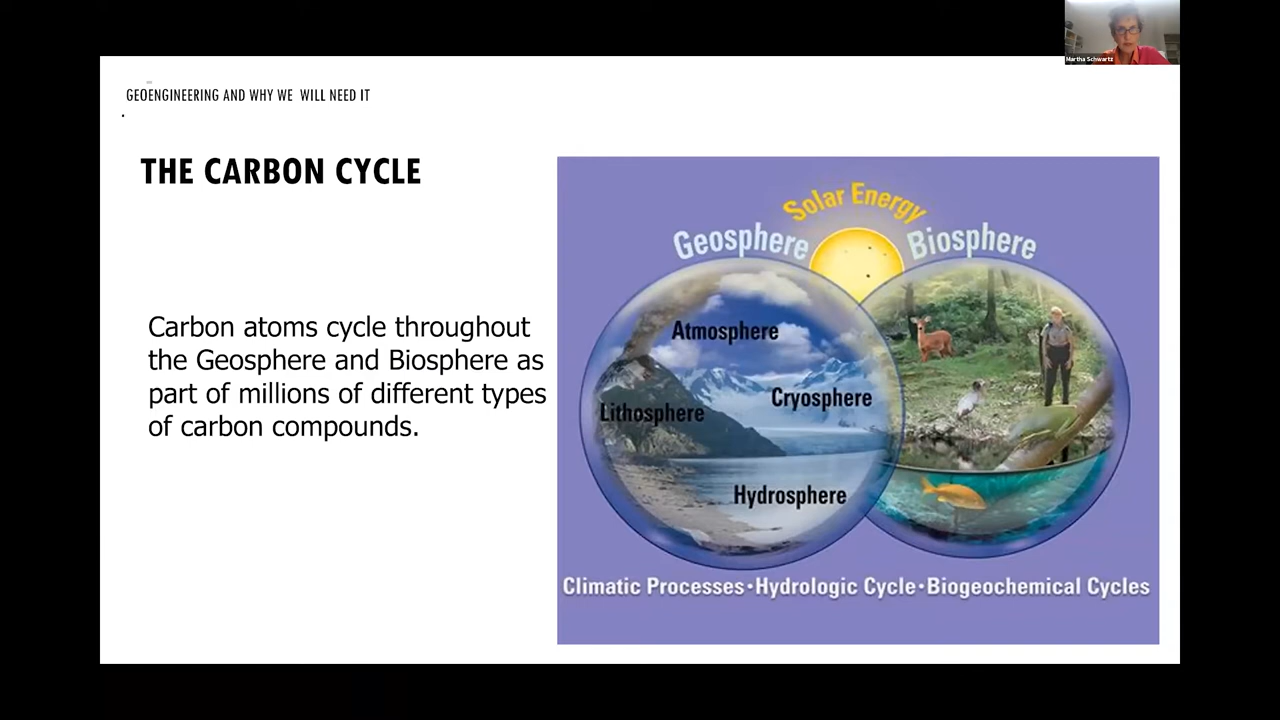 Martha Schwartz
GEOENGINEERING AND WHY WE WILL NEED IT
.
THE CARBON CYCLE
Carbon atoms cycle throughout
the Geosphere and Biosphere as
part of millions of different types
of carbon compounds.
Solar Energy
Geosphere
Biosphere
Atmosphere
Cryosphere
Lithosphere
Hydrosphere
Climatic Processes•Hydrologic Cycle•Biogeochemical Cycles